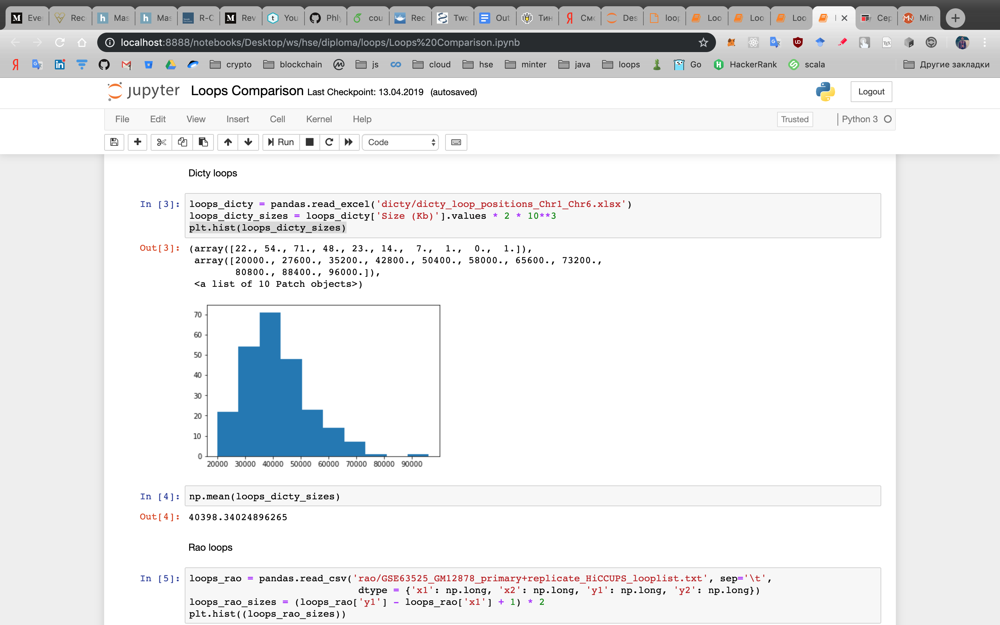 Eve Rec Mas Mas R-C Rev You Phly cou Rec Two Out Тин Смо Des loop Loo Loo Loo Сер Min
localhost:8888/notebooks/Desktop/ws/hse/diploma/loops/Loops%20Comparison.ipynb
crypto blockchain js cloud hse minter java loops Go HackerRank scala Другие закладки
jupyter Loops Comparison Last Checkpoint: 13.04.2019 (autosaved) Logout
File Edit View Insert Cell Kernel Help Trusted Python 3
Run Code
Dicty loops
In [3]: loops_dicty = pandas.read_excel('dicty/dicty_loop_positions_Chr1_Chr6.xlsx')
loops_dicty_sizes = loops_dicty['Size (Kb)'].values * 2 * 10**3
plt.hist(loops_dicty_sizes)
Out[3]: (array([22., 54., 71., 48., 23., 14., 7., 1., 0., 1.]),
array([20000., 27600., 35200., 42800., 50400., 58000., 65600., 73200.,
80800., 88400., 96000.]),
<a list of 10 Patch objects>)
70
60
50
40
30
20
10
0
20000 30000 40000 50000 60000 70000 80000 90000
In [4]: np.mean(loops_dicty_sizes)
Out[4]: 40398.34024896265
Rao loops
In [5]: loops_rao = pandas.read_csv('rao/GSE63525_GM12878_primary+replicate_HiCCUPS_looplist.txt', sep='\t',
dtype = {'x1': np.long, 'x2': np.long, 'y1': np.long, 'y2': np.long})
loops_rao_sizes = (loops_rao['y1'] - loops_rao['x1'] + 1) * 2
plt.hist((loops_rao_sizes))